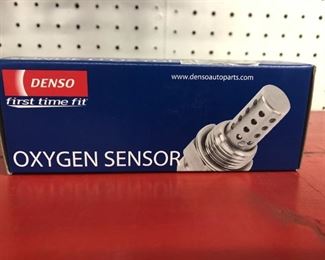 DENSO
first time fit®
www.densoautoparts.com
OXYGEN SENSOR